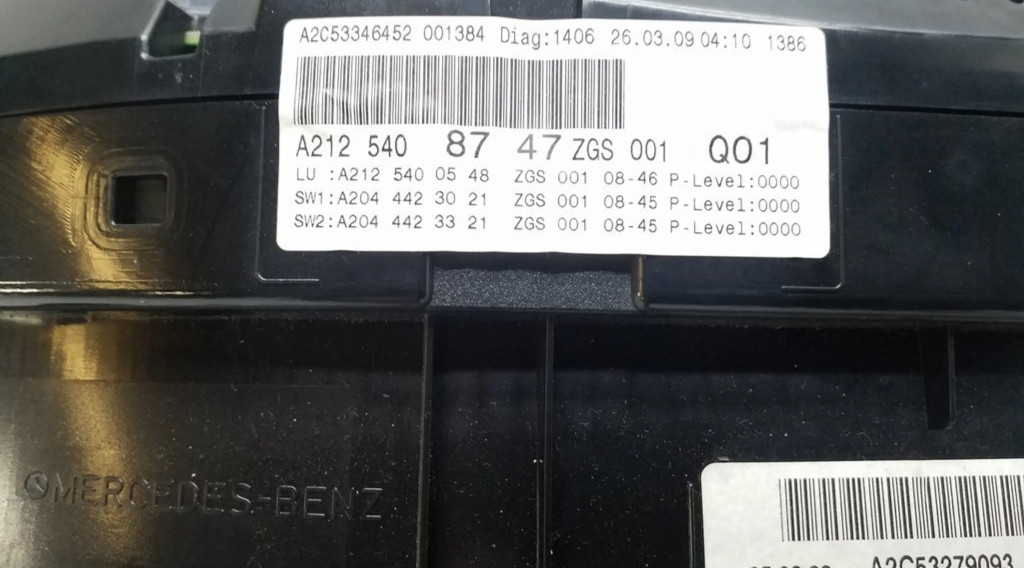 A2C53346452 001384 Diag:1406 26.03.09 04:10 1386
A212 540 87 47 ZGS 001 Q01
LU :A212 540 05 48 ZGS 001 08-46 P-Level:0000
SW1:A204 442 30 21 ZGS 001 08-45 P-Level:0000
SW2:A204 442 33 21 ZGS 001 08-45 P-Level:0000
MERCEDES-BENZ
A2C53279093